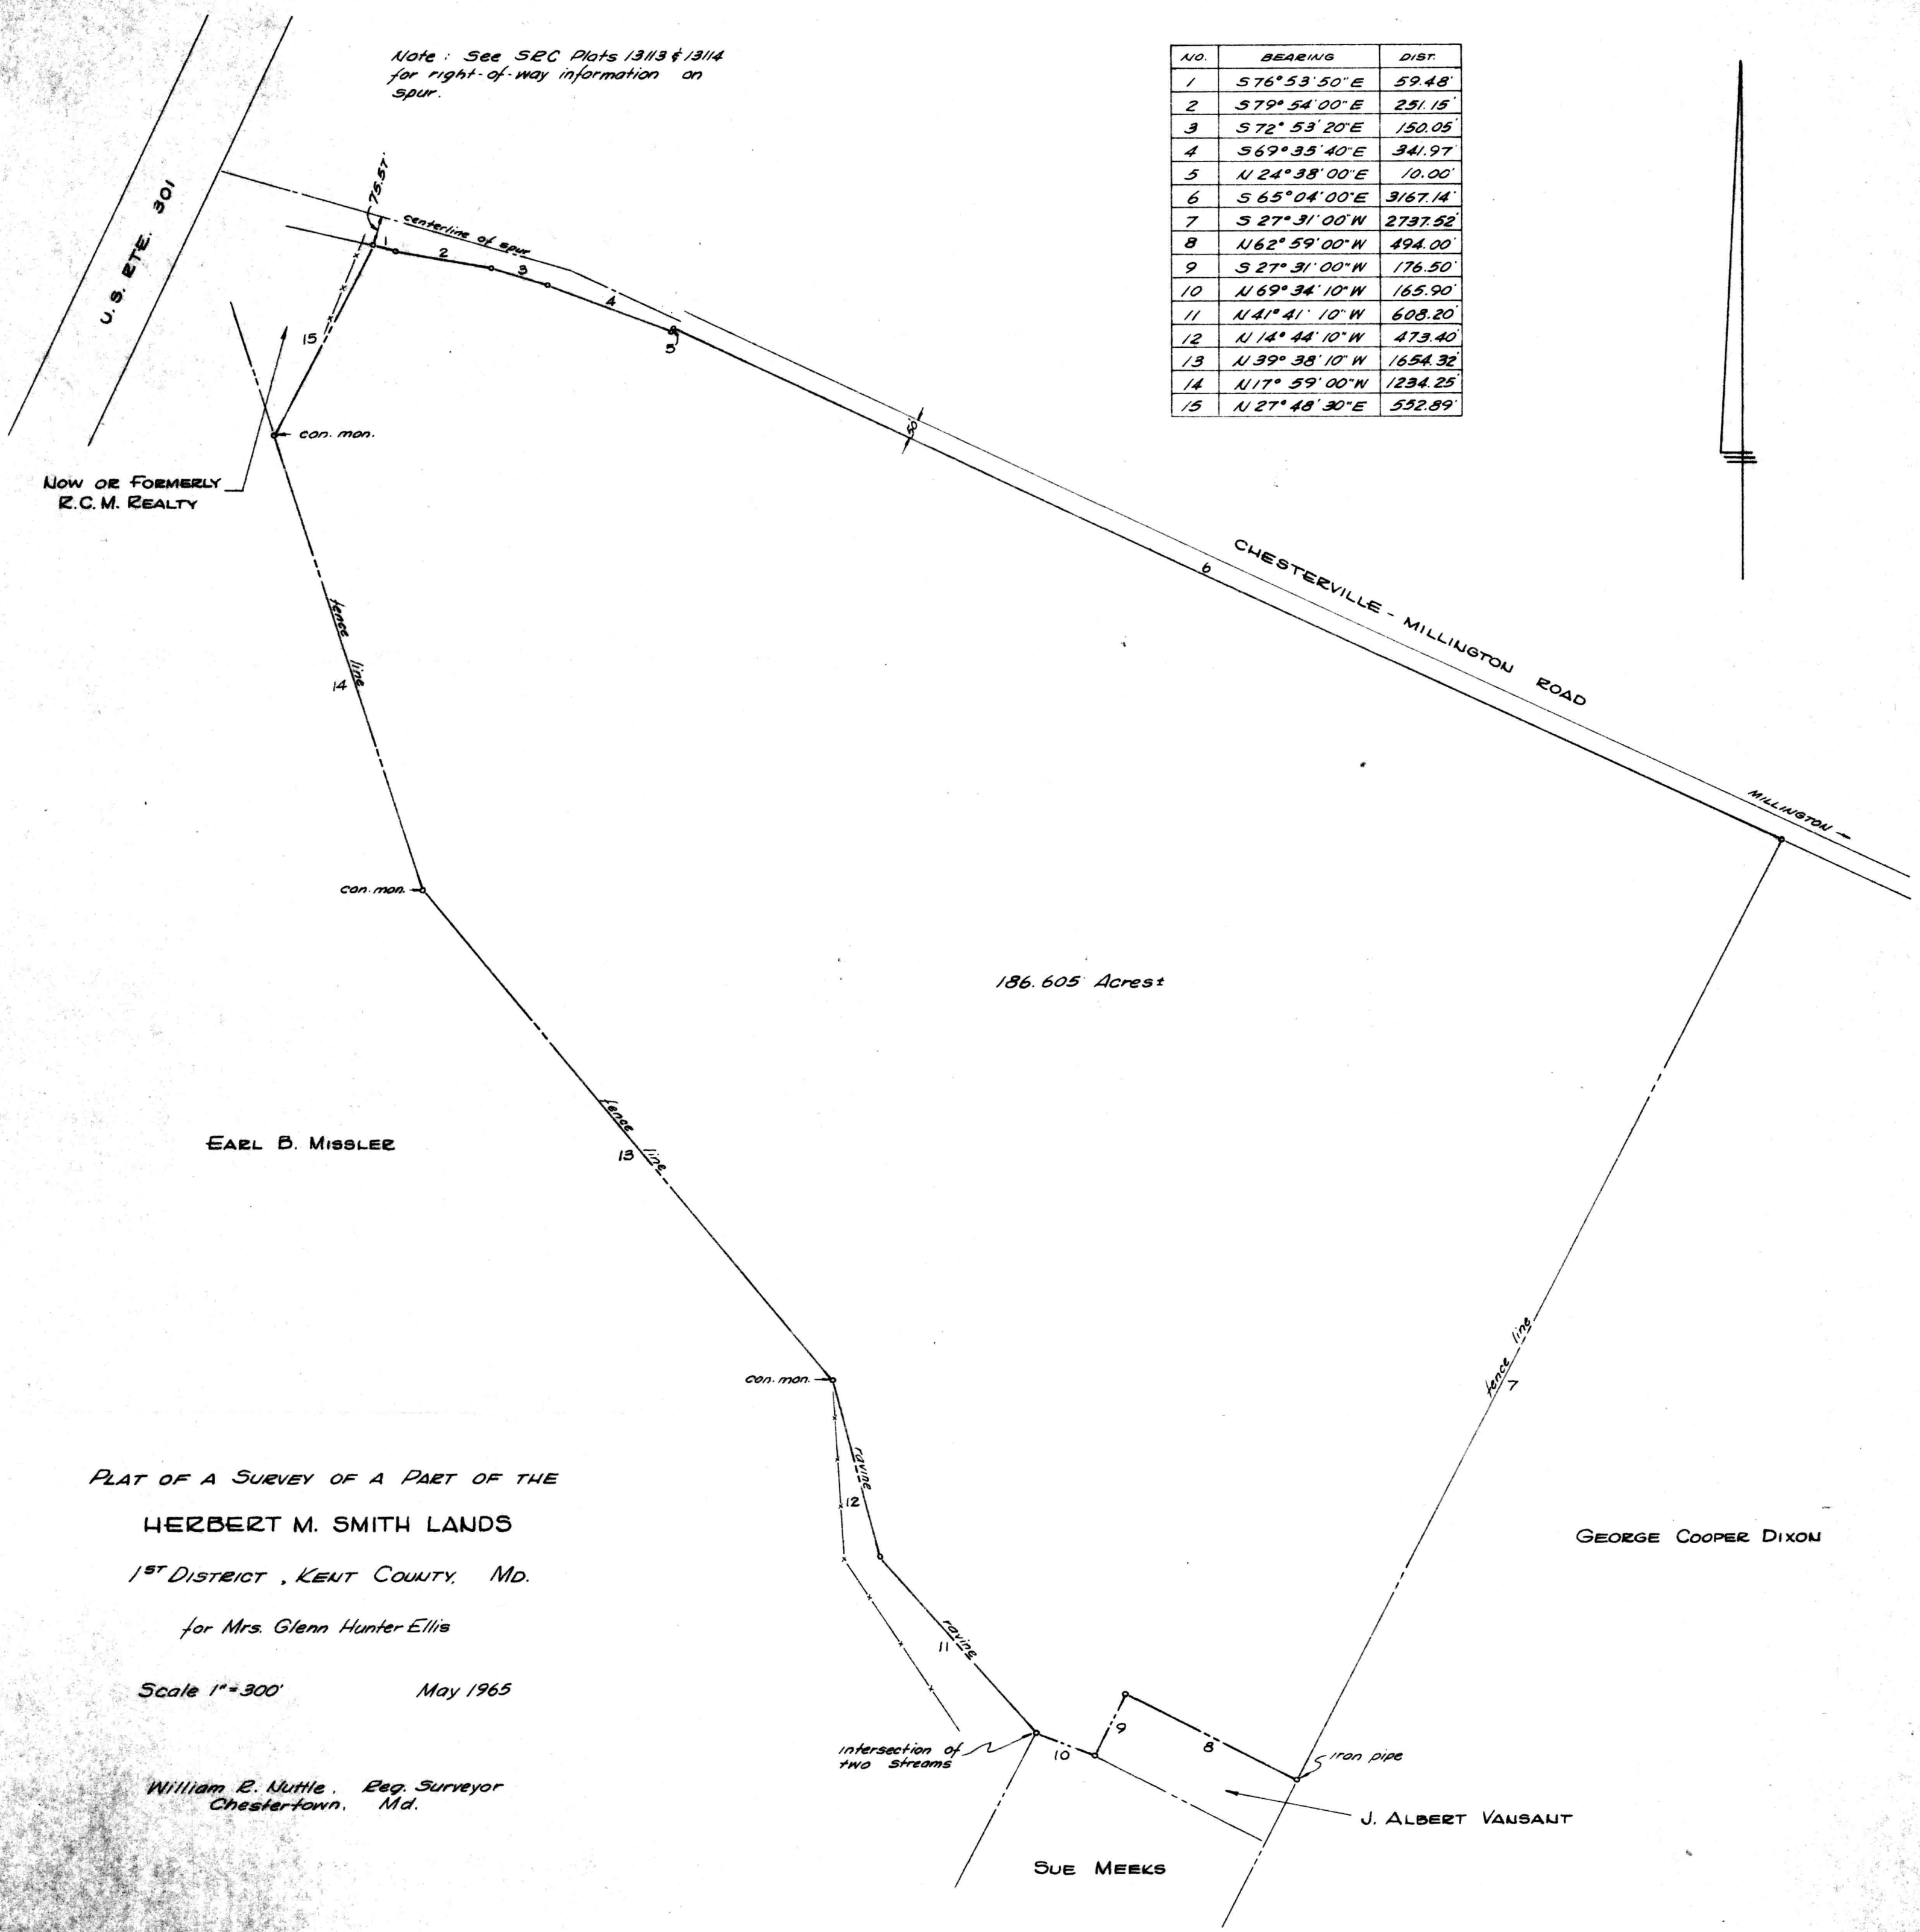 Note : See SRC Plats 13113 & 13114
for right-of-way information on
spur.
NO. BEARING DIST.
1 S 76° 53' 50" E 59.48'
2 S 79° 54' 00" E 251.15'
3 S 72° 53' 20" E 150.05'
4 S 69° 35' 40" E 341.97'
5 N 24° 38' 00" E 10.00'
6 S 65° 04' 00" E 3167.14'
7 S 27° 31' 00" W 2737.52'
8 N 62° 59' 00" W 494.00'
9 S 27° 31' 00" W 176.50'
10 N 69° 34' 10" W 165.90'
11 N 41° 41' 10" W 608.20'
12 N 14° 44' 10" W 473.40'
13 N 39° 38' 10" W 1654.32'
14 N 17° 59' 00" W 1234.25'
15 N 27° 48' 30" E 552.89'
U.S. RTE. 301
75.57'
centerline of spur
1
2
3
4
5
15
con. mon.
50'
NOW OR FORMERLY
R.C.M. REALTY
6
CHESTERVILLE - MILLINGTON ROAD
fence line
14
MILLINGTON
con. mon.
186.605 Acres±
fence line
13
EARL B. MISSLER
con. mon.
fence line
7
ravine
12
PLAT OF A SURVEY OF A PART OF THE
HERBERT M. SMITH LANDS
1ST DISTRICT , KENT COUNTY, MD.
for Mrs. Glenn Hunter Ellis
Scale 1"=300' May 1965
William R. Nuttle, Reg. Surveyor
Chestertown, Md.
GEORGE COOPER DIXON
ravine
11
Intersection of
two streams
10
9
8
iron pipe
J. ALBERT VANSANT
SUE MEEKS